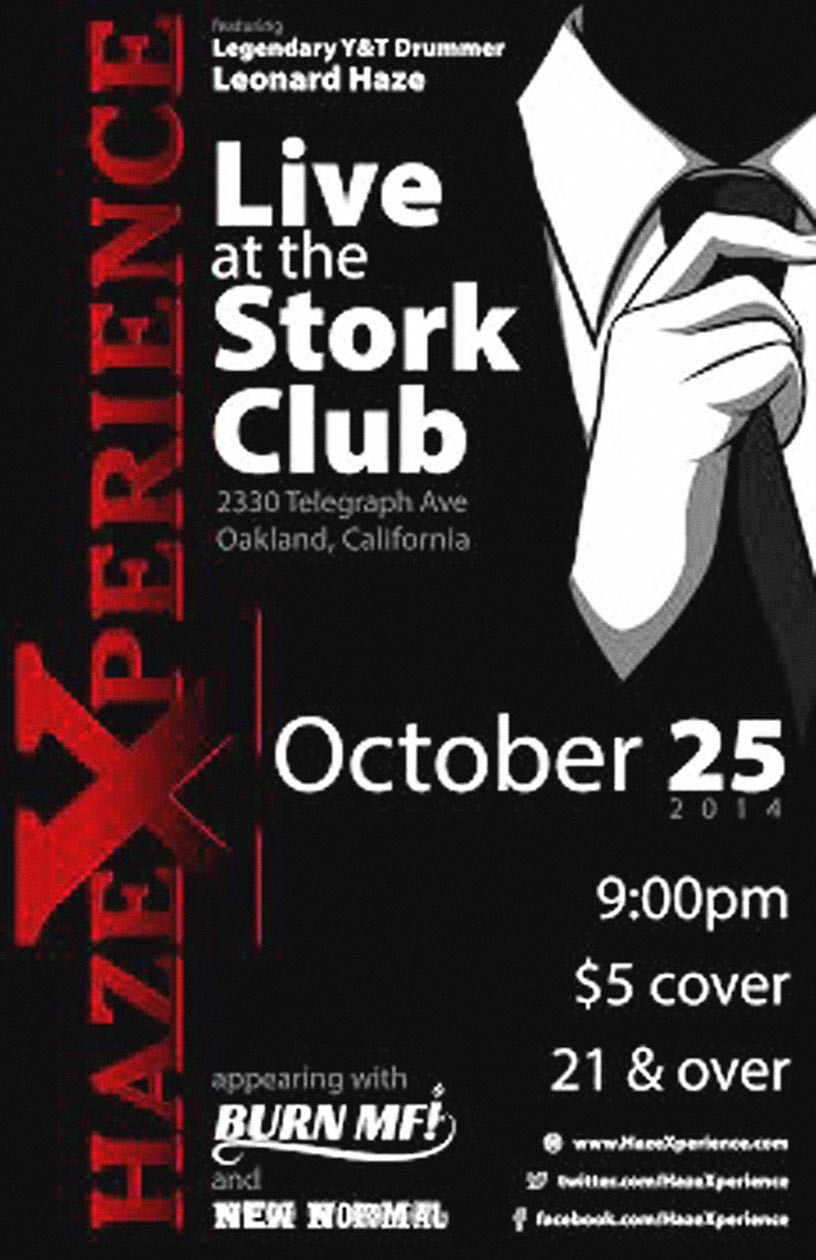 HAZE XPERIENCE
featuring
Legendary Y&T Drummer
Leonard Haze
Live
at the
Stork
Club
2330 Telegraph Ave
Oakland, California
October 25
2014
9:00pm
$5 cover
21 & over
appearing with
BURN MF!
and
NEW NORMAL
www.HazeXperience.com
twitter.com/HazeXperience
facebook.com/HazeXperience